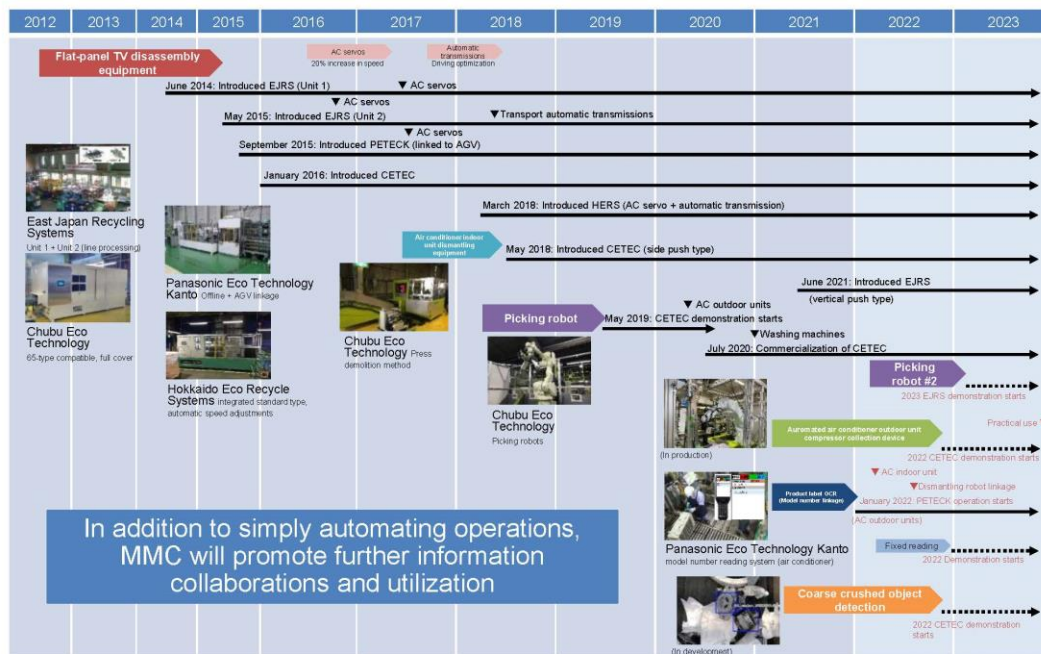 2012 2013 2014 2015 2016 2017 2018 2019 2020 2021 2022 2023
Flat-panel TV disassembly
equipment
AC servos
20% increase in speed
Automatic
transmissions
Driving optimization
June 2014: Introduced EJRS (Unit 1)
▼ AC servos
▼ AC servos
May 2015: Introduced EJRS (Unit 2)
▼Transport automatic transmissions
▼ AC servos
September 2015: Introduced PETECK (linked to AGV)
January 2016: Introduced CETEC
March 2018: Introduced HERS (AC servo + automatic transmission)
East Japan Recycling
Systems
Unit 1 + Unit 2 (line processing)
Air conditioner indoor
unit dismantling
equipment
May 2018: Introduced CETEC (side push type)
Panasonic Eco Technology
Kanto Offline + AGV linkage
June 2021: Introduced EJRS
(vertical push type)
▼ AC outdoor units
Picking robot
May 2019: CETEC demonstration starts
▼Washing machines
July 2020: Commercialization of CETEC
Chubu Eco
Technology
65-type compatible, full cover
Chubu Eco
Technology Press
demolition method
Picking
robot #2
2023 EJRS demonstration starts
Hokkaido Eco Recycle
Systems integrated standard type,
automatic speed adjustments
Chubu Eco
Technology
Picking robots
Practical use
Automated air conditioner outdoor unit
compressor collection device
(In production)
2022 CETEC demonstration starts
▼ AC indoor unit
▼Dismantling robot linkage
Product label OCR
(Model number linkage)
January 2022: PETECK operation starts
(AC outdoor units)
In addition to simply automating operations,
MMC will promote further information
collaborations and utilization
Panasonic Eco Technology Kanto
model number reading system (air conditioner)
Fixed reading
2022 Demonstration starts
Coarse crushed object
detection
2022 CETEC demonstration
starts
(In development)